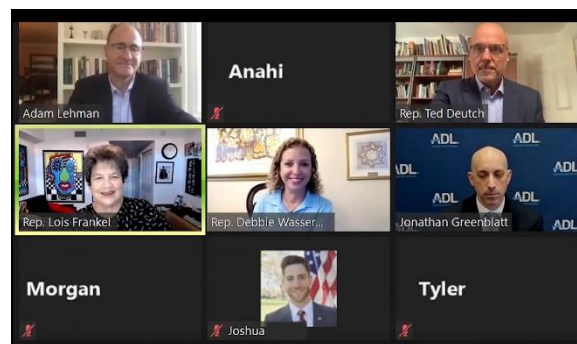 Adam Lehman
Anahi
Rep. Ted Deutch
Rep. Lois Frankel
Rep. Debbie Wasser...
ADL
ADL
ADL
ADL
ADL
ADL
Jonathan Greenblatt
Morgan
Joshua
Tyler